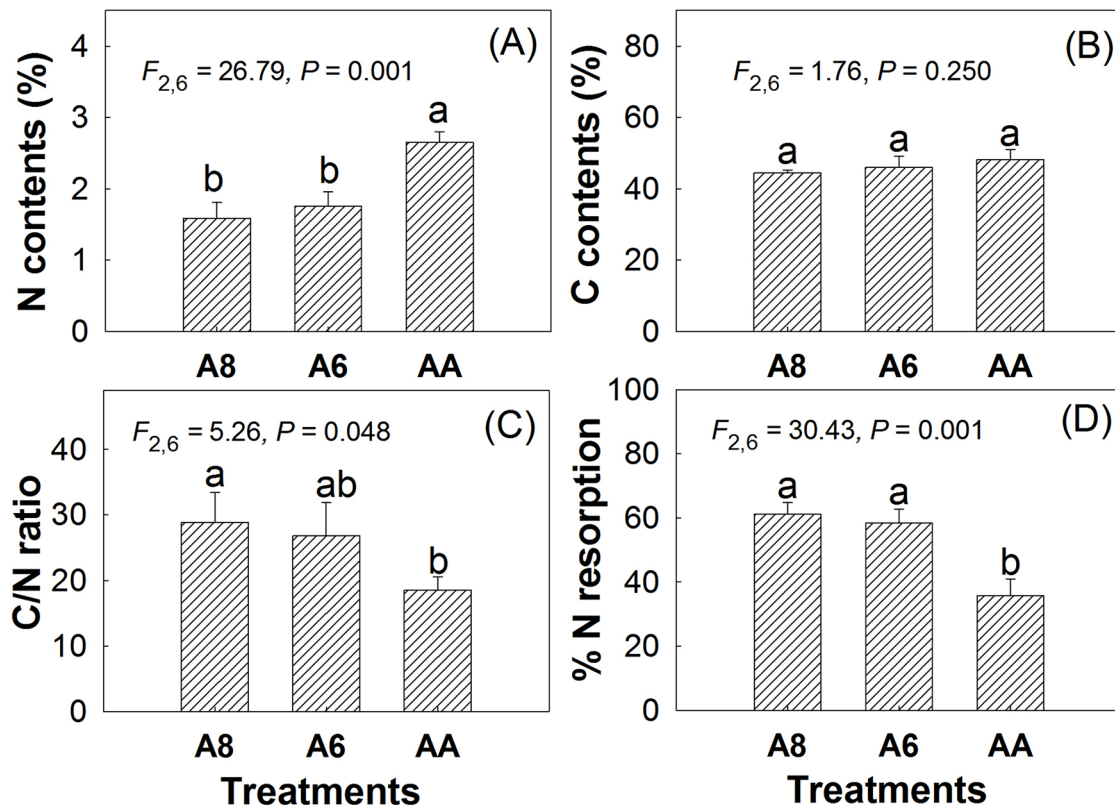 (A)
F2,6 = 26.79, P = 0.001
N contents (%)
4
3
2
1
0
b
b
a
A8 A6 AA
(B)
F2,6 = 1.76, P = 0.250
C contents (%)
80
60
40
20
0
a
a
a
A8 A6 AA
(C)
F2,6 = 5.26, P = 0.048
C/N ratio
40
30
20
10
0
a
ab
b
A8 A6 AA
Treatments
(D)
F2,6 = 30.43, P = 0.001
% N resorption
100
80
60
40
20
0
a
a
b
A8 A6 AA
Treatments